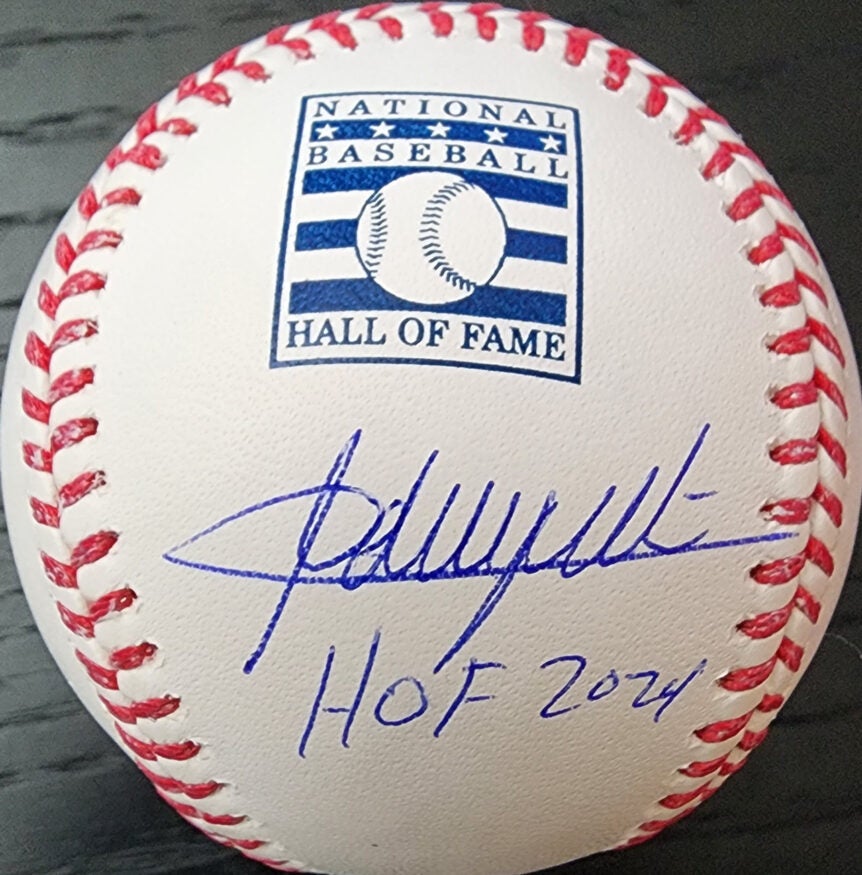 NATIONAL
BASEBALL
HALL OF FAME
HOF 2024